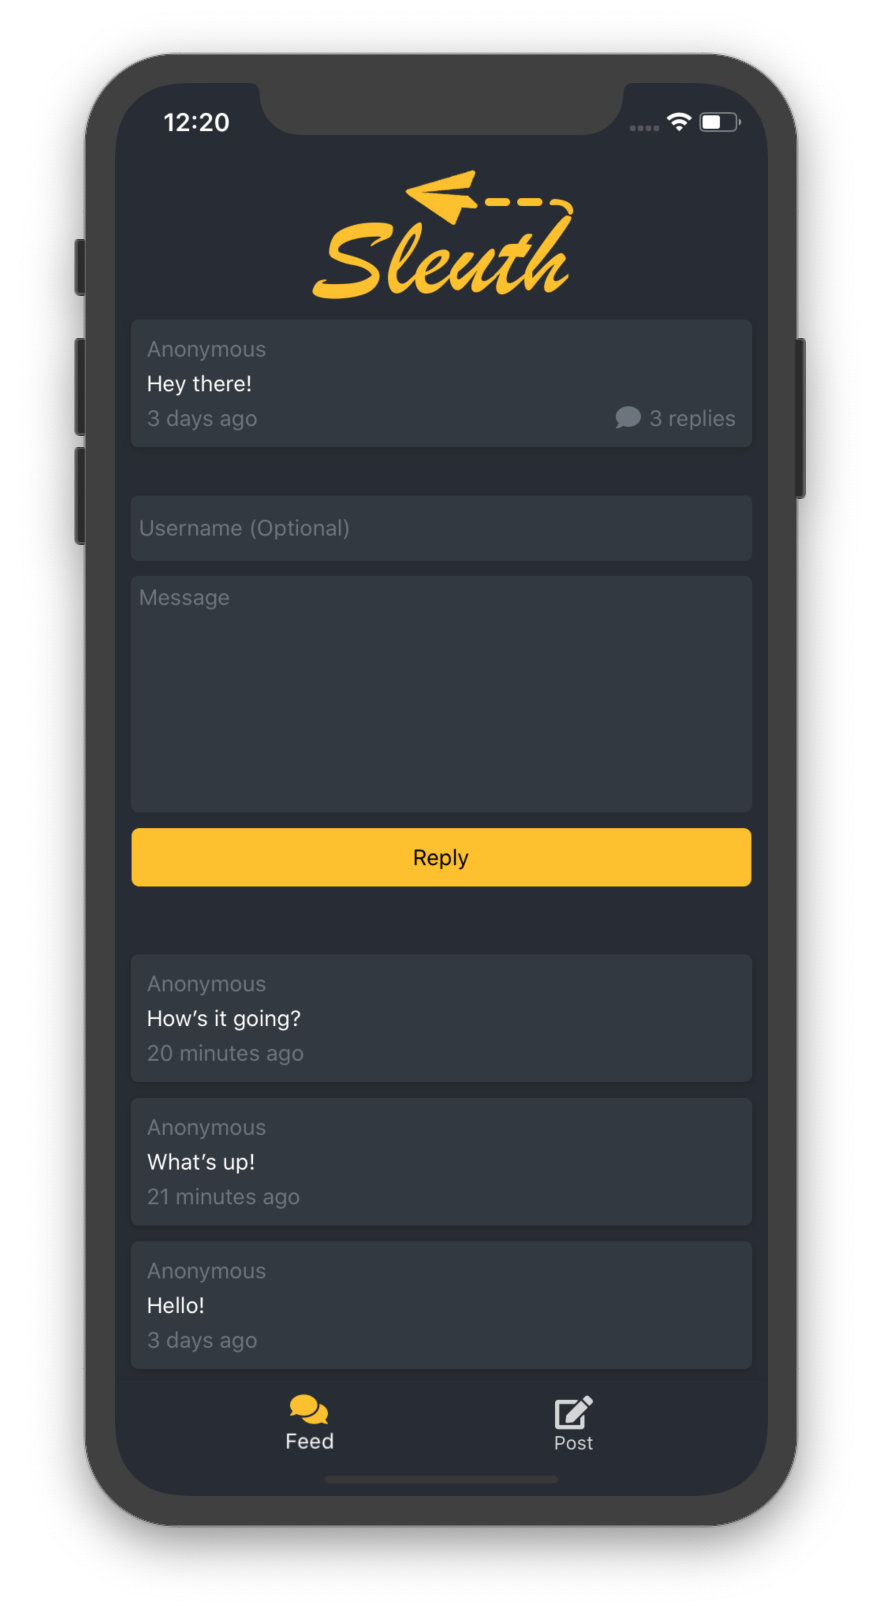 12:20
Sleuth
Anonymous
Hey there!
3 days ago
3 replies
Username (Optional)
Message
Reply
Anonymous
How’s it going?
20 minutes ago
Anonymous
What’s up!
21 minutes ago
Anonymous
Hello!
3 days ago
Feed
Post